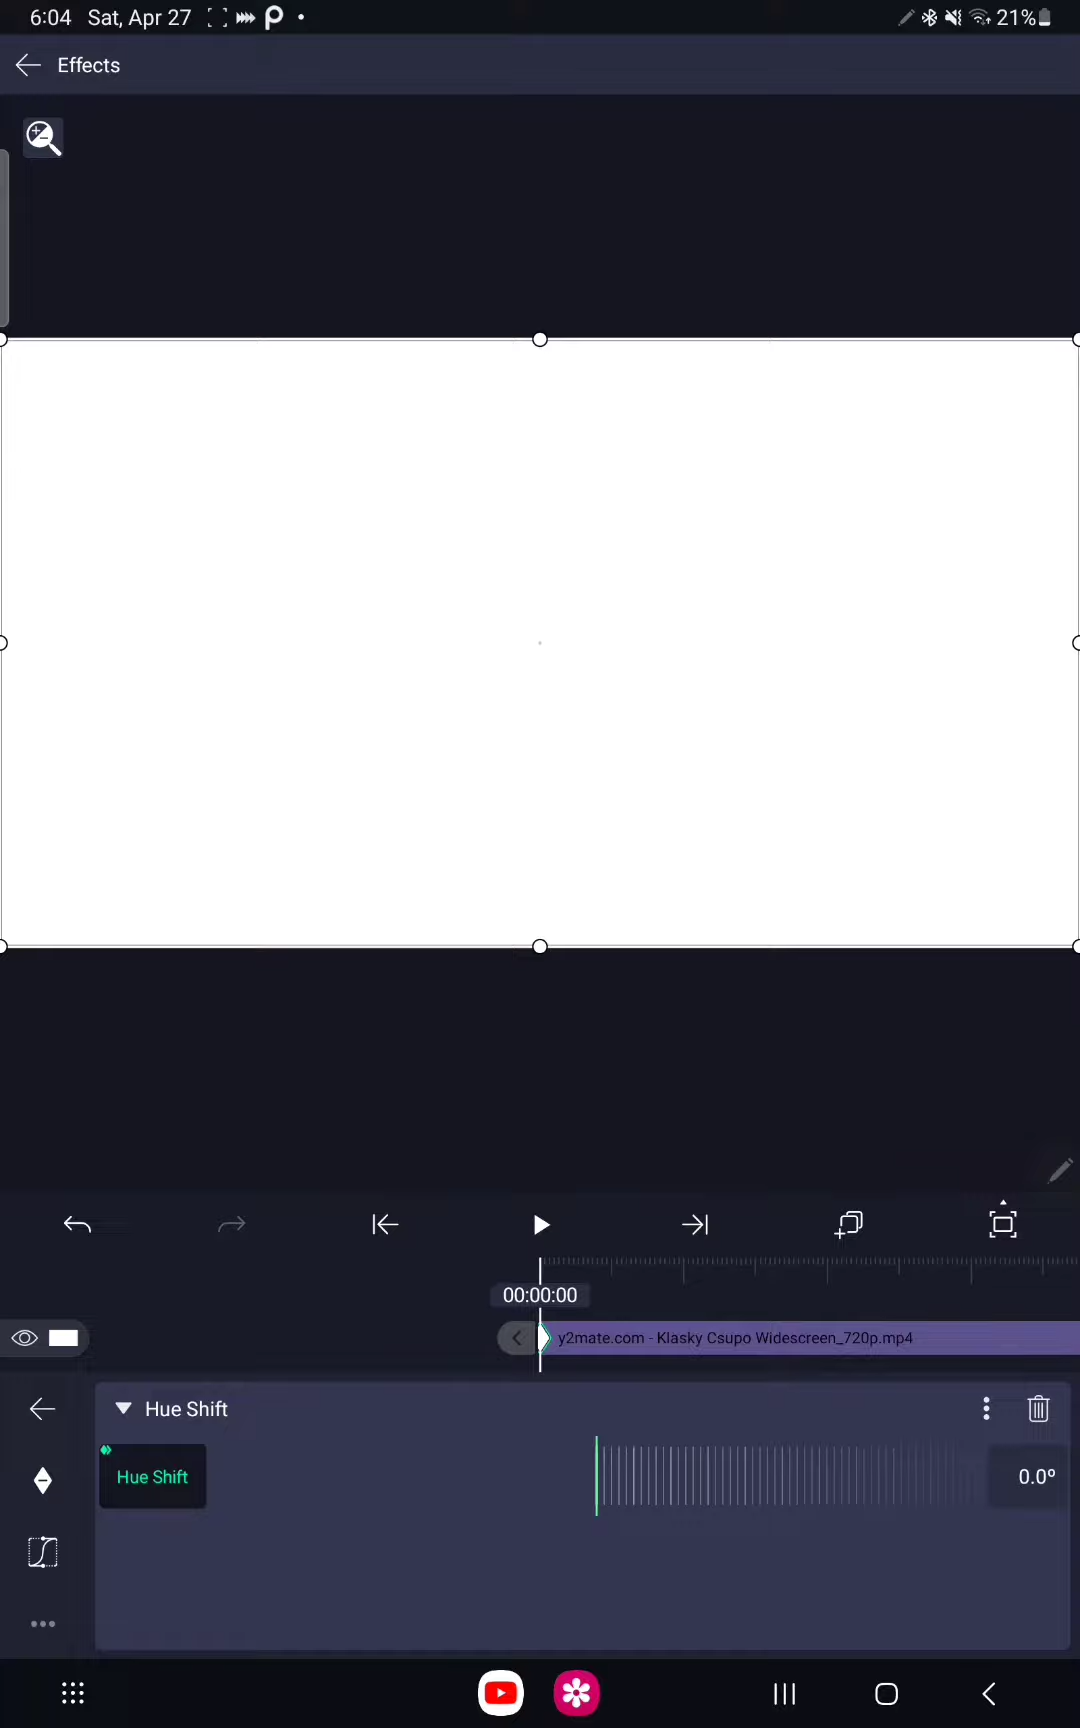 6:04 Sat, Apr 27
21%
Effects
00:00:00
y2mate.com - Klasky Csupo Widescreen_720p.mp4
Hue Shift
Hue Shift
0.0º